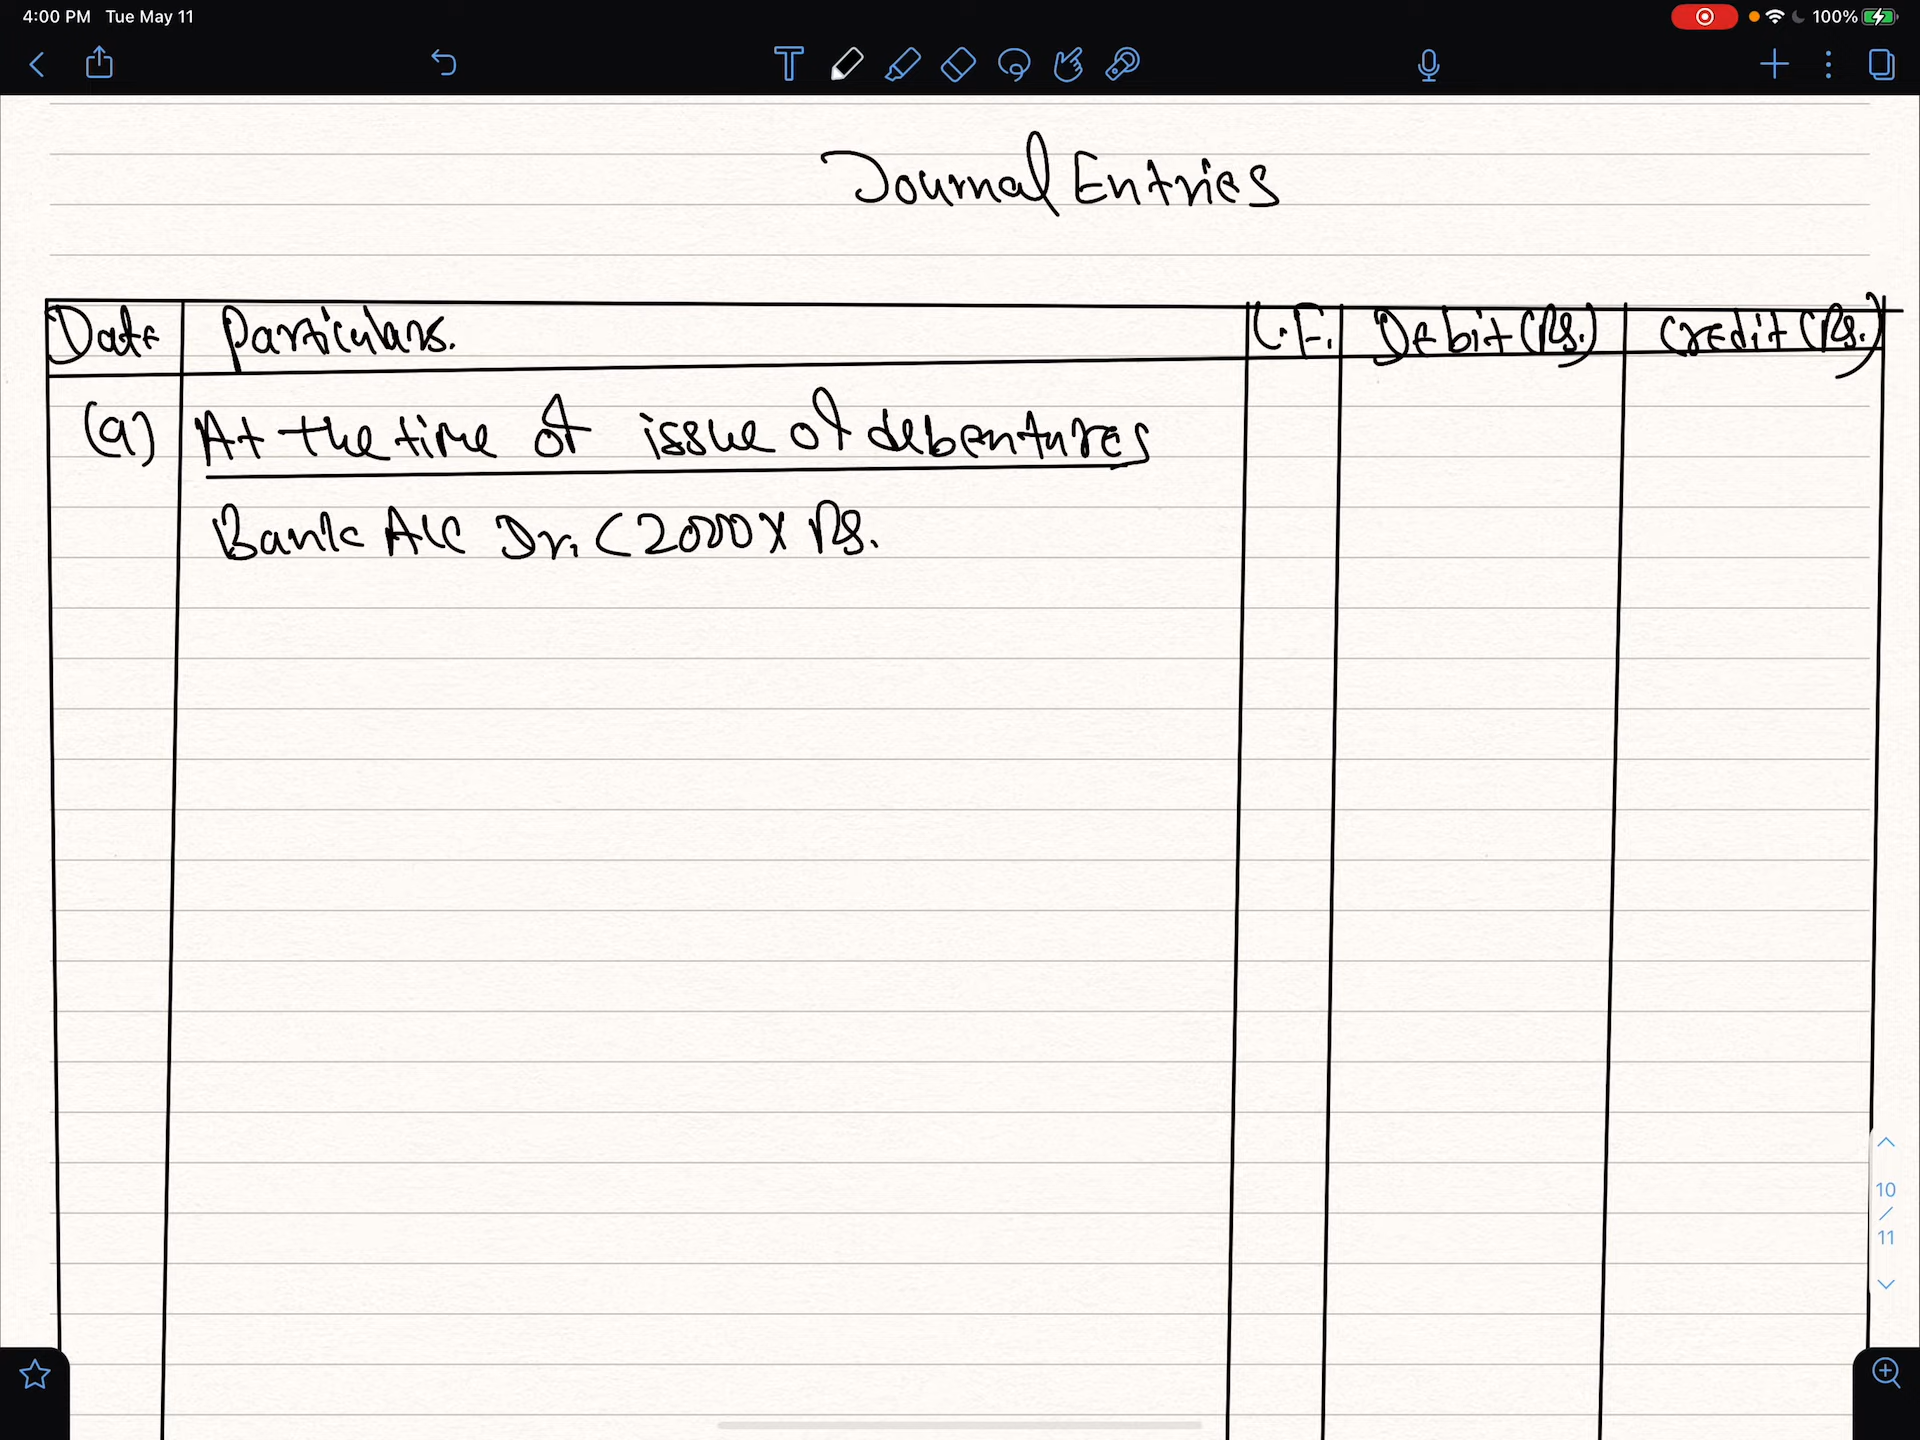 4:00 PM Tue May 11
100%
Journal Entries
Date Particulars. L.F. Debit (Rs.) Credit (Rs.)
(a) At the time of issue of debentures
Bank A/c Dr. (2000 X Rs.
10
/
11